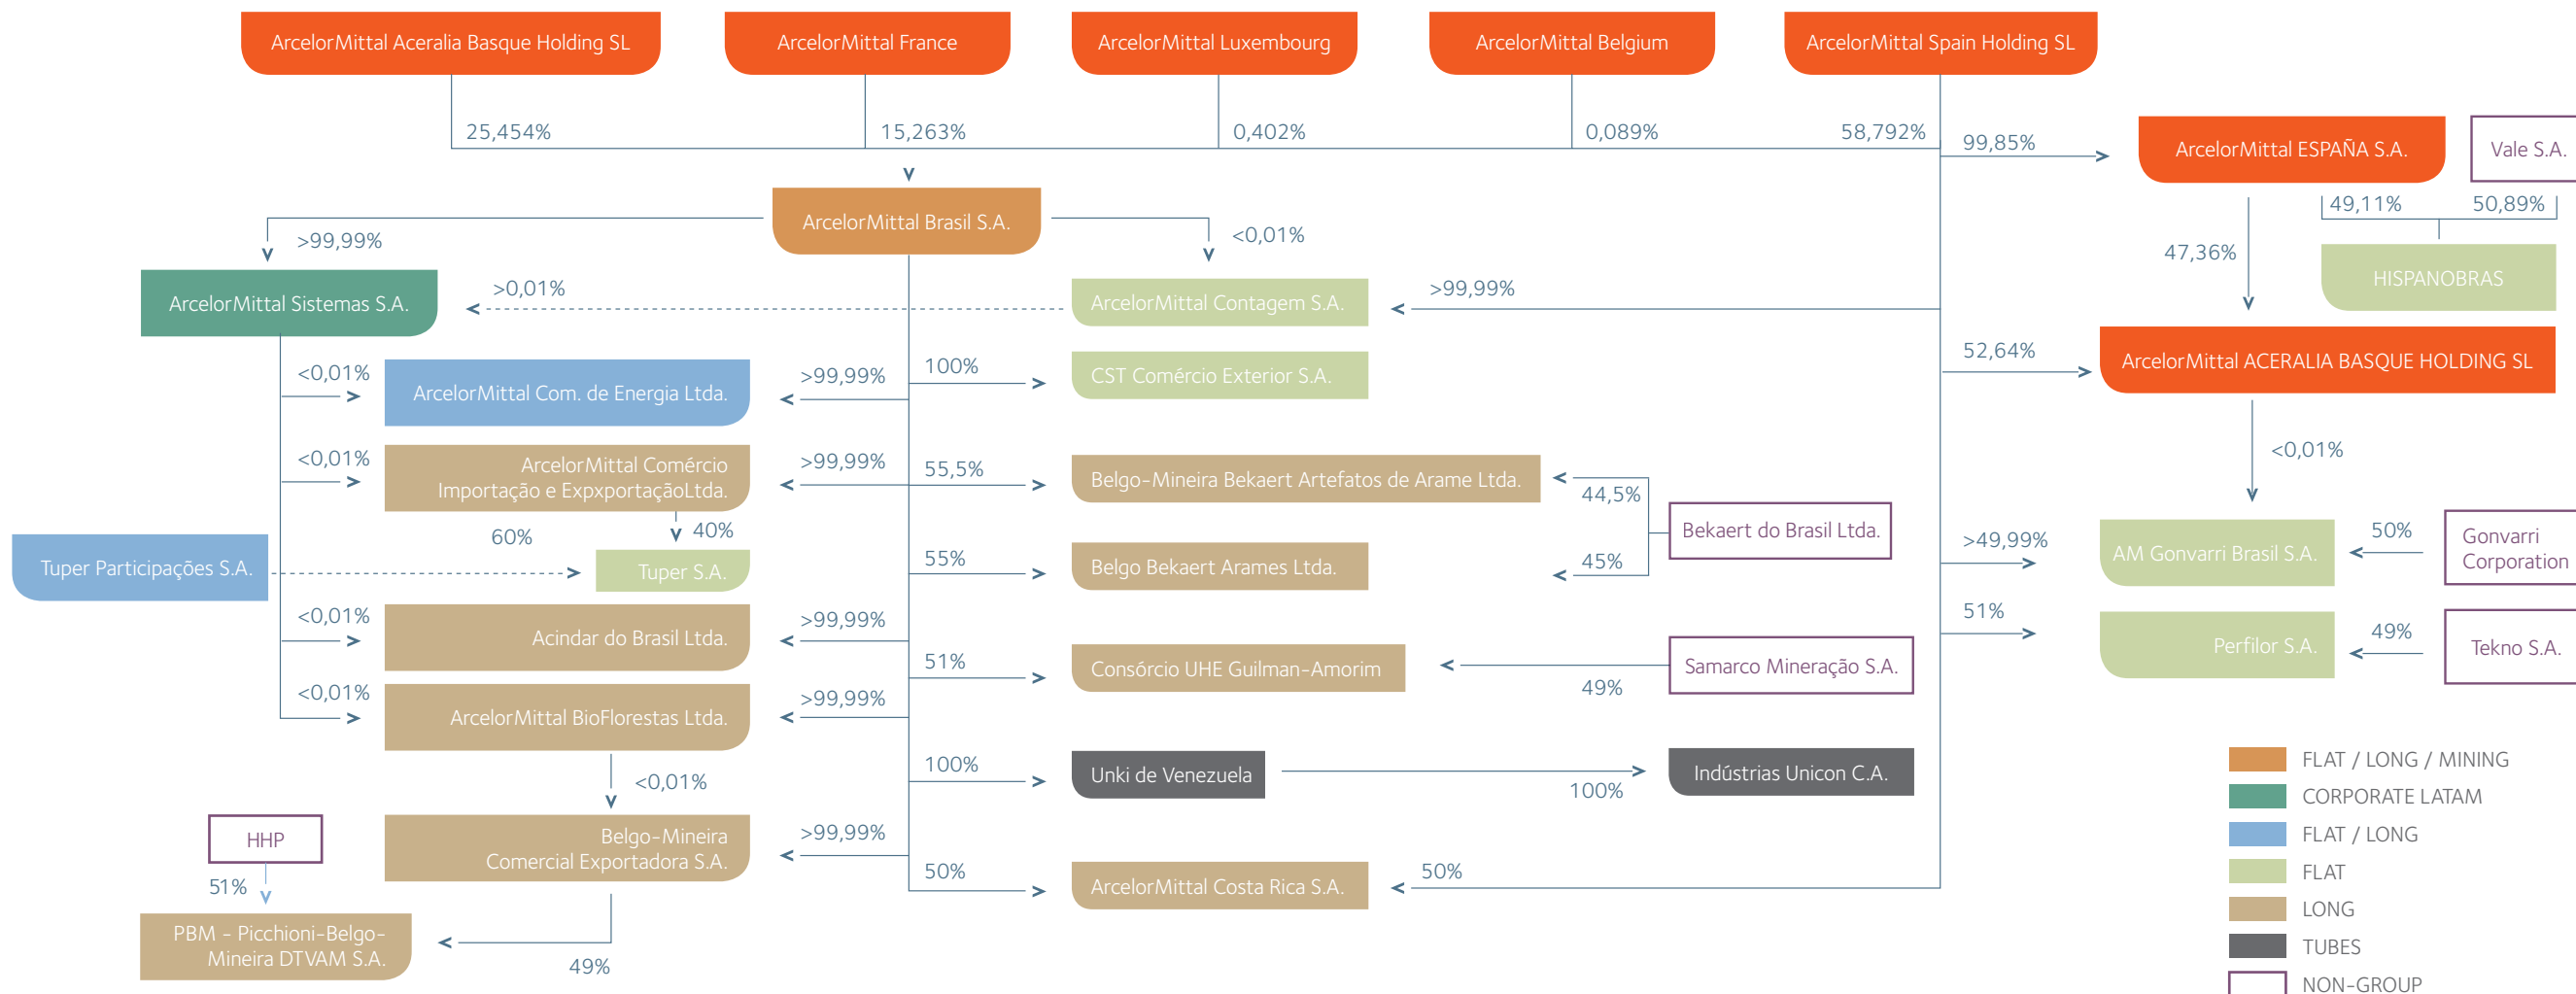 ArcelorMittal Aceralia Basque Holding SL
ArcelorMittal France
ArcelorMittal Luxembourg
ArcelorMittal Belgium
ArcelorMittal Spain Holding SL
25,454%
15,263%
0,402%
0,089%
58,792%
99,85%
ArcelorMittal ESPAÑA S.A.
Vale S.A.
49,11%
50,89%
47,36%
HISPANOBRAS
ArcelorMittal Brasil S.A.
>99,99%
<0,01%
ArcelorMittal Sistemas S.A.
>0,01%
ArcelorMittal Contagem S.A.
>99,99%
52,64%
ArcelorMittal ACERALIA BASQUE HOLDING SL
<0,01%
<0,01%
ArcelorMittal Com. de Energia Ltda.
>99,99%
100%
CST Comércio Exterior S.A.
<0,01%
ArcelorMittal Comércio
Importação e ExpxportaçãoLtda.
>99,99%
55,5%
Belgo-Mineira Bekaert Artefatos de Arame Ltda.
44,5%
Bekaert do Brasil Ltda.
45%
60%
40%
Tuper Participações S.A.
Tuper S.A.
55%
Belgo Bekaert Arames Ltda.
>49,99%
AM Gonvarri Brasil S.A.
50%
Gonvarri
Corporation
<0,01%
Acindar do Brasil Ltda.
>99,99%
51%
Consórcio UHE Guilman-Amorim
49%
Samarco Mineração S.A.
51%
Perfilor S.A.
49%
Tekno S.A.
<0,01%
ArcelorMittal BioFlorestas Ltda.
>99,99%
100%
Unki de Venezuela
100%
Indústrias Unicon C.A.
<0,01%
HHP
51%
Belgo-Mineira
Comercial Exportadora S.A.
>99,99%
50%
ArcelorMittal Costa Rica S.A.
50%
PBM - Picchioni-Belgo-
Mineira DTVAM S.A.
49%
FLAT / LONG / MINING
CORPORATE LATAM
FLAT / LONG
FLAT
LONG
TUBES
NON-GROUP